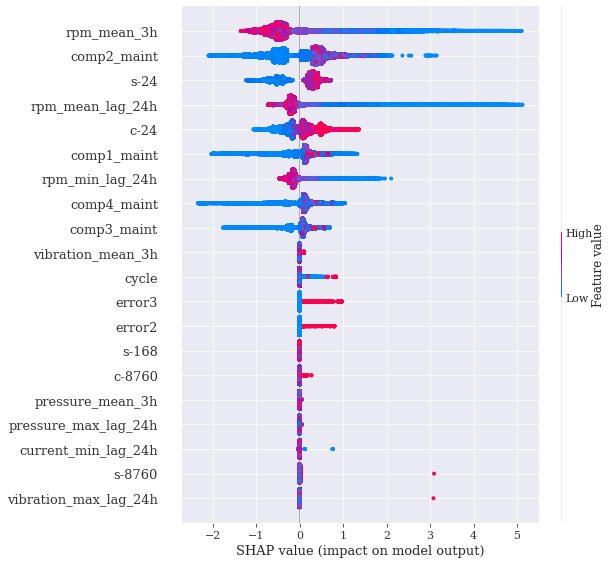 rpm_mean_3h
comp2_maint
s-24
rpm_mean_lag_24h
c-24
comp1_maint
rpm_min_lag_24h
comp4_maint
comp3_maint
vibration_mean_3h
cycle
error3
error2
s-168
c-8760
pressure_mean_3h
pressure_max_lag_24h
current_min_lag_24h
s-8760
vibration_max_lag_24h
−2 −1 0 1 2 3 4 5
SHAP value (impact on model output)
High
Low
Feature value